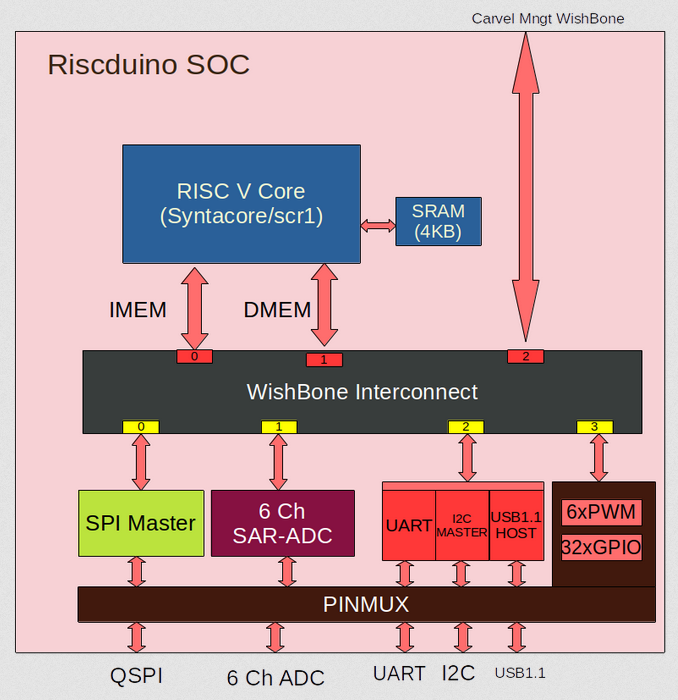 Carvel Mngt WishBone
Riscduino SOC
RISC V Core
(Syntacore/scr1)
SRAM
(4KB)
IMEM
DMEM
0
1
2
WishBone Interconnect
0
1
2
3
SPI Master
6 Ch
SAR-ADC
UART
I2C
MASTER
USB1.1
HOST
6xPWM
32xGPIO
PINMUX
QSPI
6 Ch ADC
UART
I2C
USB1.1